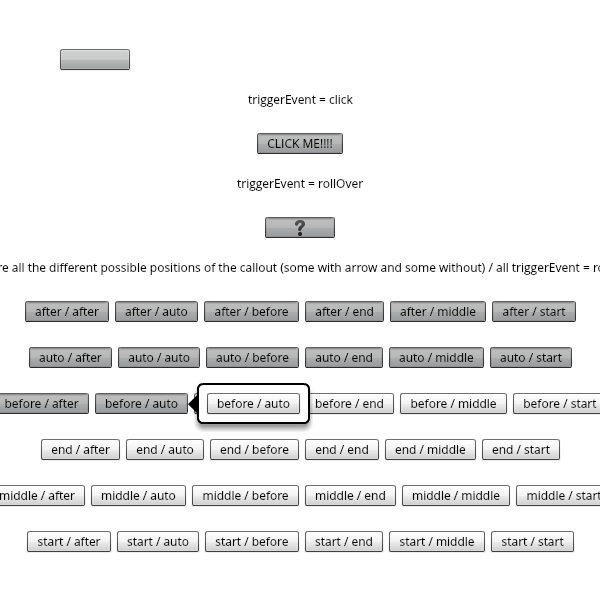 triggerEvent = click
CLICK ME!!!!
triggerEvent = rollOver
?
all the different possible positions of the callout (some with arrow and some without) / all triggerEvent =
after / after after / auto after / before after / end after / middle after / start
auto / after auto / auto auto / before auto / end auto / middle auto / start
before / after before / auto before / auto before / end before / middle before / start
end / after end / auto end / before end / end end / middle end / start
middle / after middle / auto middle / before middle / end middle / middle middle / start
start / after start / auto start / before start / end start / middle start / start